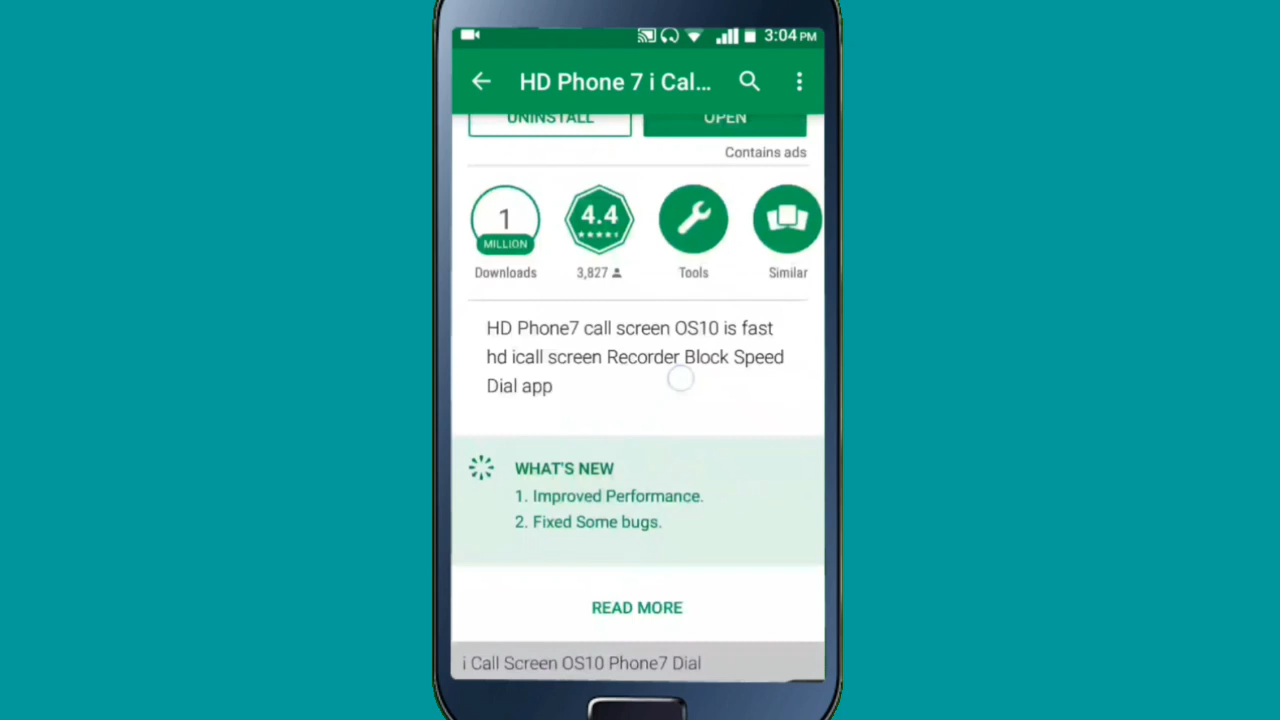 3:04 PM
HD Phone 7 i Cal...
UNINSTALL
OPEN
Contains ads
1
MILLION
Downloads
4.4
3,827
Tools
Similar
HD Phone7 call screen OS10 is fast
hd icall screen Recorder Block Speed
Dial app
WHAT'S NEW
1. Improved Performance.
2. Fixed Some bugs.
READ MORE
i Call Screen OS10 Phone7 Dial